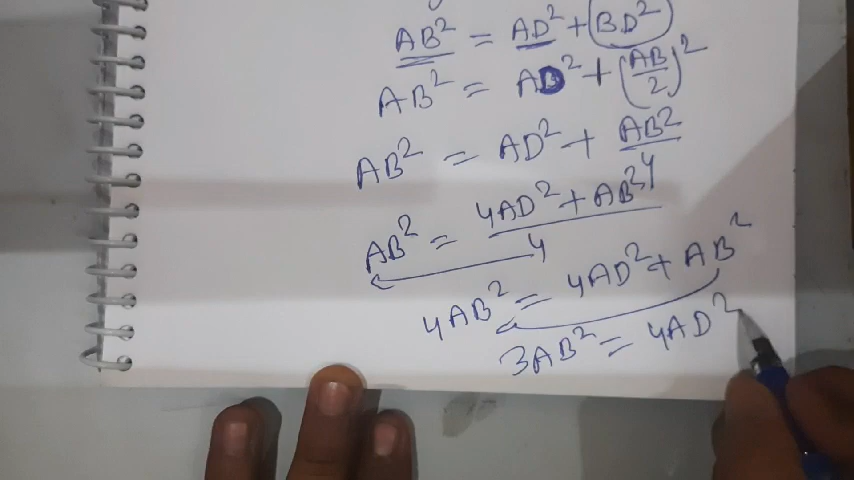 AB² = AD² + BD²
AB² = AD² + (AB/2)²
AB² = AD² + AB²/4
AB² = 4AD² + AB²/4
4AB² = 4AD² + AB²
3AB² = 4AD²